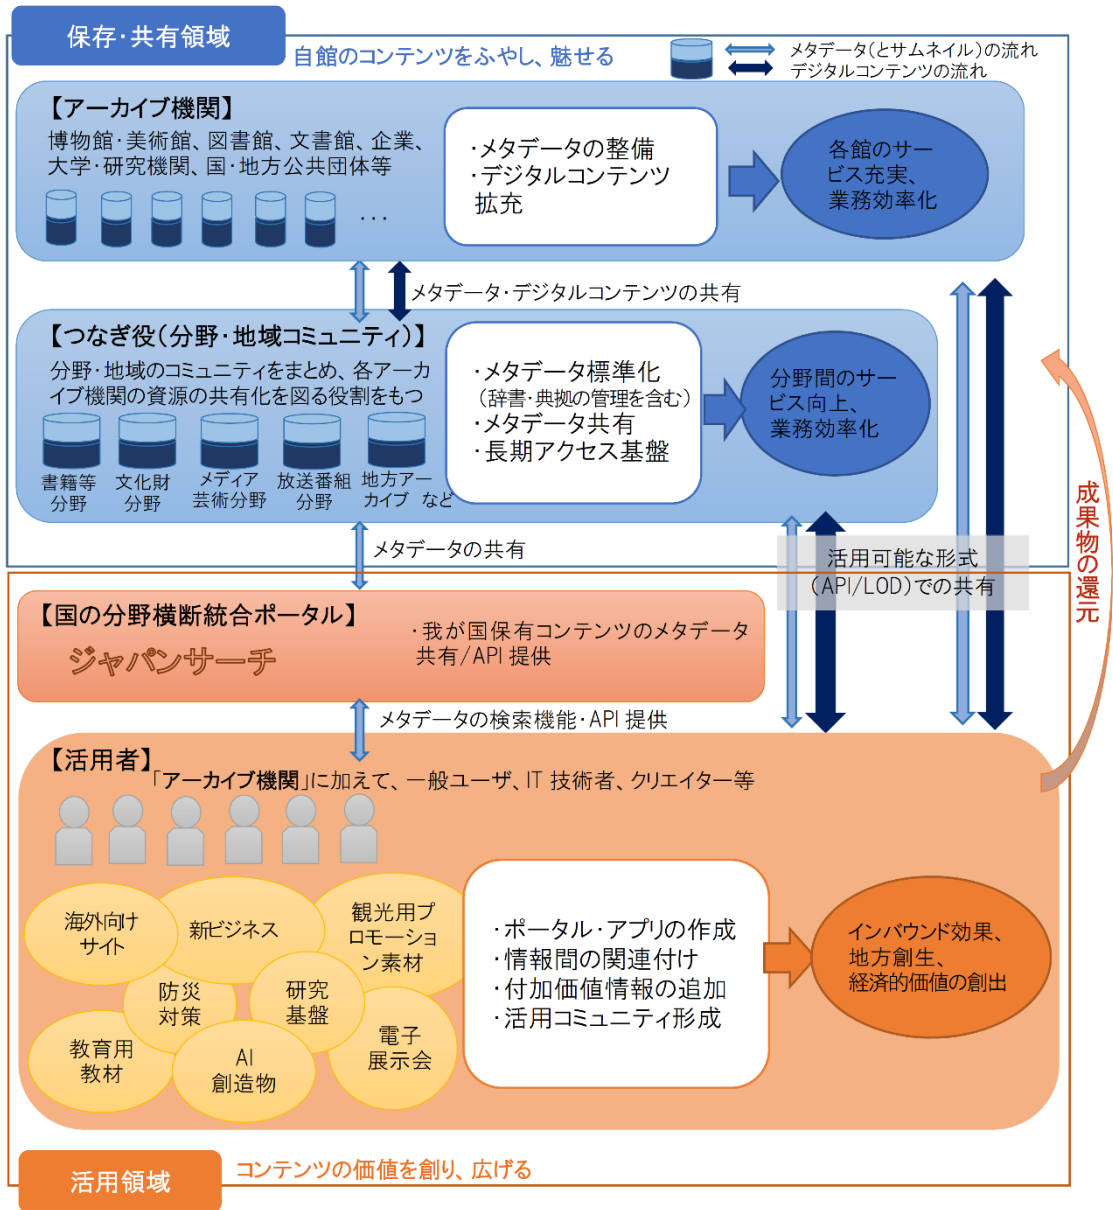 保存・共有領域
自館のコンテンツをふやし、魅せる
メタデータ(とサムネイル)の流れ
デジタルコンテンツの流れ
【アーカイブ機関】
博物館・美術館、図書館、文書館、企業、
大学・研究機関、国・地方公共団体等
・・・
・メタデータの整備
・デジタルコンテンツ
拡充
各館のサー
ビス充実、
業務効率化
メタデータ・デジタルコンテンツの共有
【つなぎ役(分野・地域コミュニティ)】
分野・地域のコミュニティをまとめ、各アーカ
イブ機関の資源の共有化を図る役割をもつ
書籍等
分野
文化財
分野
メディア
芸術分野
放送番組
分野
地方アー
カイブ など
・メタデータ標準化
(辞書・典拠の管理を含む)
・メタデータ共有
・長期アクセス基盤
分野間のサー
ビス向上、
業務効率化
メタデータの共有
活用可能な形式
(API/LOD)での共有
成果物の還元
【国の分野横断統合ポータル】
ジャパンサーチ
・我が国保有コンテンツのメタデータ
共有/API 提供
メタデータの検索機能・API 提供
【活用者】
「アーカイブ機関」に加えて、一般ユーザ、IT 技術者、クリエイター等
海外向け
サイト
新ビジネス
観光用プ
ロモーショ
ン素材
防災
対策
研究
基盤
教育用
教材
AI
創造物
電子
展示会
・ポータル・アプリの作成
・情報間の関連付け
・付加価値情報の追加
・活用コミュニティ形成
インバウンド効果、
地方創生、
経済的価値の創出
活用領域
コンテンツの価値を創り、広げる